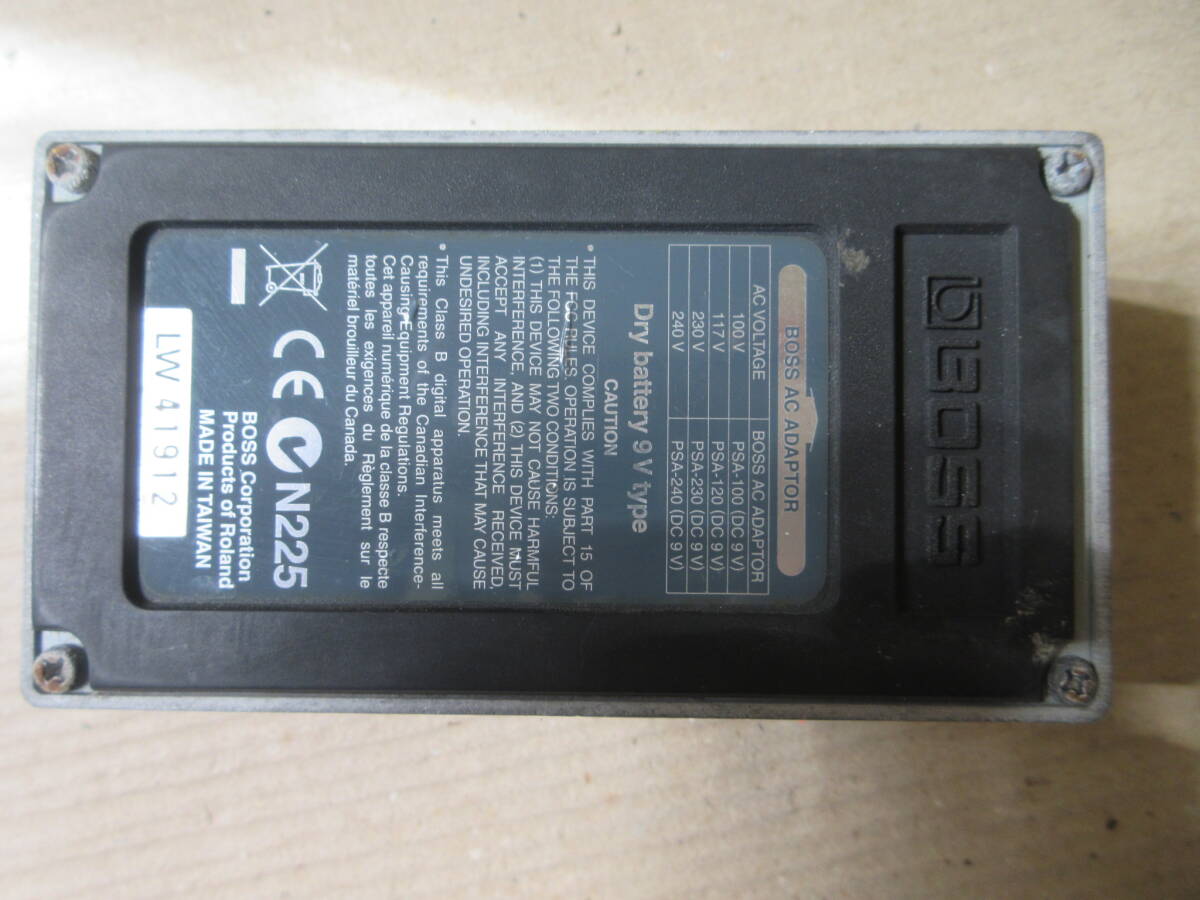 BOSS
BOSS AC ADAPTOR
AC VOLTAGE BOSS AC ADAPTOR
100 V PSA-100 (DC 9 V)
117 V PSA-120 (DC 9 V)
230 V PSA-230 (DC 9 V)
240 V PSA-240 (DC 9 V)
Dry battery 9 V type
CAUTION
* THIS DEVICE COMPLIES WITH PART 15 OF
THE FCC RULES. OPERATION IS SUBJECT TO
THE FOLLOWING TWO CONDITIONS:
(1) THIS DEVICE MAY NOT CAUSE HARMFUL
INTERFERENCE, AND (2) THIS DEVICE MUST
ACCEPT ANY INTERFERENCE RECEIVED,
INCLUDING INTERFERENCE THAT MAY CAUSE
UNDESIRED OPERATION.
* This Class B digital apparatus meets all
requirements of the Canadian Interference-
Causing Equipment Regulations.
Cet appareil numérique de la classe B respecte
toutes les exigences du Règlement sur le
matériel brouilleur du Canada.
CE N225
BOSS Corporation
Products of Roland
MADE IN TAIWAN
LW 41912